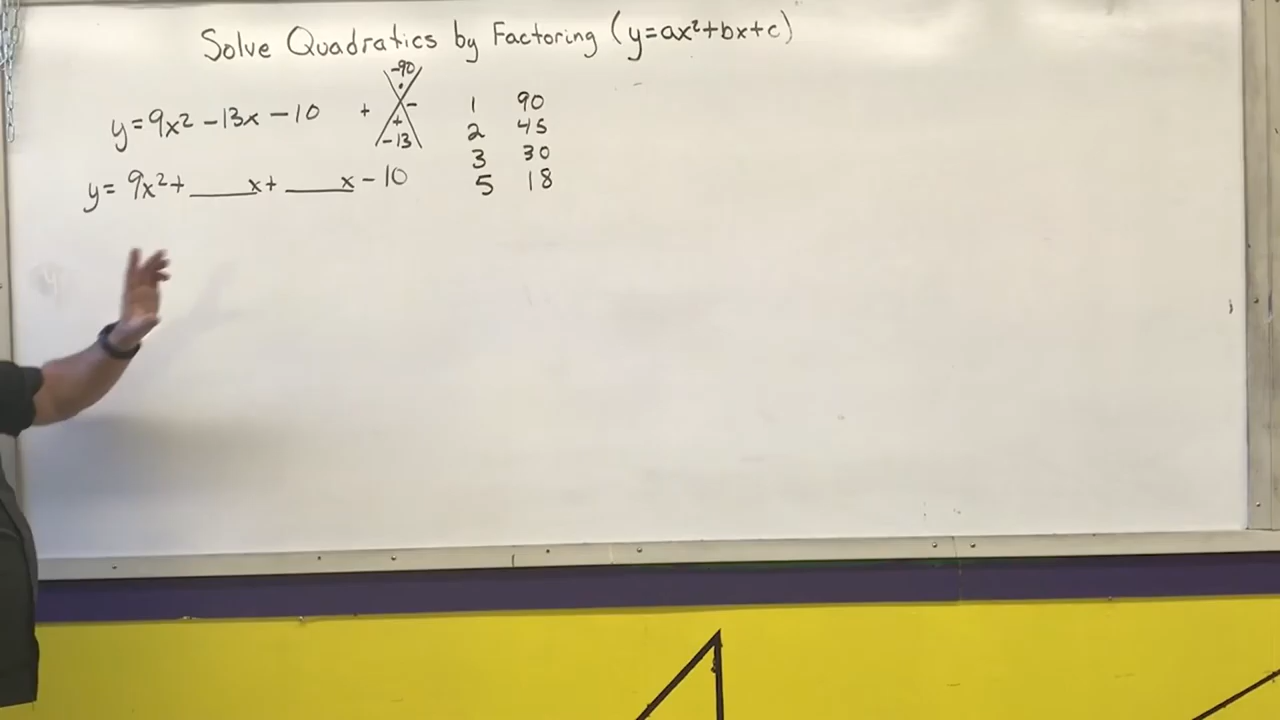 Solve Quadratics by Factoring (y=ax²+bx+c)
-90
y=9x²-13x-10 + · - 1 90
+ 2 45
-13 3 30
y=9x²+____x+____x-10 5 18